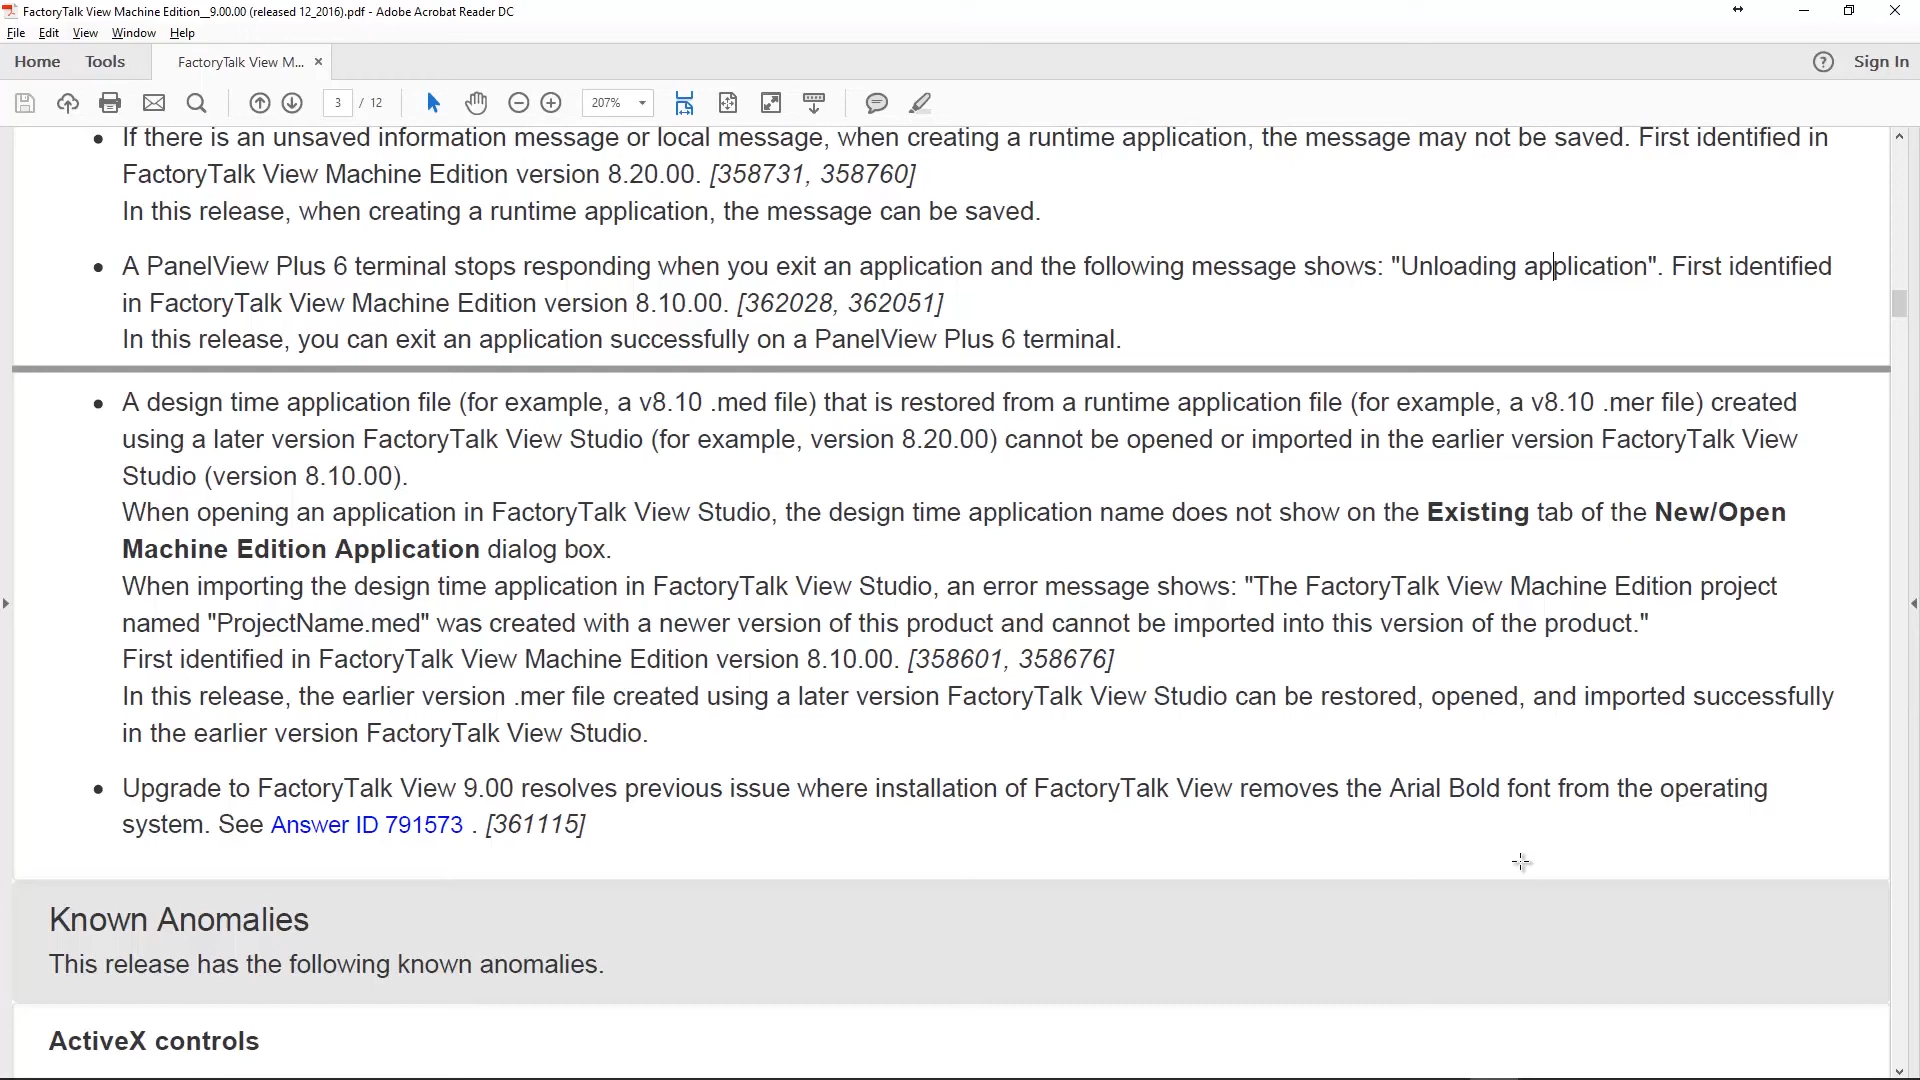 FactoryTalk View Machine Edition__9.00.00 (released 12_2016).pdf - Adobe Acrobat Reader DC
File Edit View Window Help
Home Tools FactoryTalk View M... × ? Sign In
3 / 12 207%
• If there is an unsaved information message or local message, when creating a runtime application, the message may not be saved. First identified in
FactoryTalk View Machine Edition version 8.20.00. [358731, 358760]
In this release, when creating a runtime application, the message can be saved.
• A PanelView Plus 6 terminal stops responding when you exit an application and the following message shows: "Unloading application". First identified
in FactoryTalk View Machine Edition version 8.10.00. [362028, 362051]
In this release, you can exit an application successfully on a PanelView Plus 6 terminal.
• A design time application file (for example, a v8.10 .med file) that is restored from a runtime application file (for example, a v8.10 .mer file) created
using a later version FactoryTalk View Studio (for example, version 8.20.00) cannot be opened or imported in the earlier version FactoryTalk View
Studio (version 8.10.00).
When opening an application in FactoryTalk View Studio, the design time application name does not show on the Existing tab of the New/Open
Machine Edition Application dialog box.
When importing the design time application in FactoryTalk View Studio, an error message shows: "The FactoryTalk View Machine Edition project
named "ProjectName.med" was created with a newer version of this product and cannot be imported into this version of the product."
First identified in FactoryTalk View Machine Edition version 8.10.00. [358601, 358676]
In this release, the earlier version .mer file created using a later version FactoryTalk View Studio can be restored, opened, and imported successfully
in the earlier version FactoryTalk View Studio.
• Upgrade to FactoryTalk View 9.00 resolves previous issue where installation of FactoryTalk View removes the Arial Bold font from the operating
system. See Answer ID 791573 . [361115]
Known Anomalies
This release has the following known anomalies.
ActiveX controls